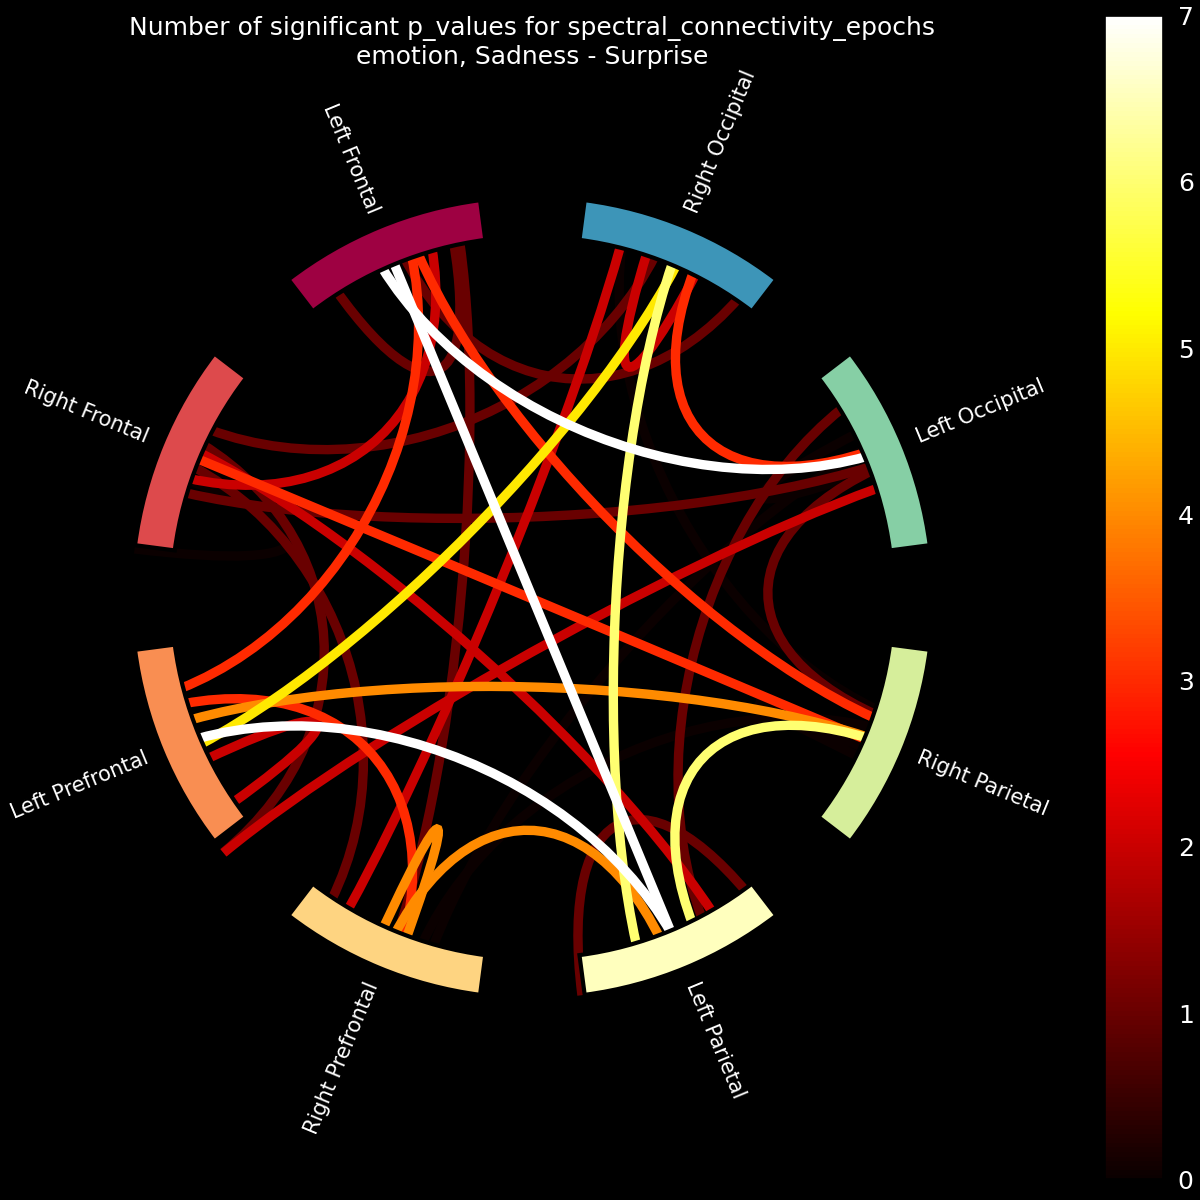 Number of significant p_values for spectral_connectivity_epochs
emotion, Sadness - Surprise
Left Frontal
Right Occipital
Right Frontal
Left Occipital
Left Prefrontal
Right Parietal
Right Prefrontal
Left Parietal
7
6
5
4
3
2
1
0